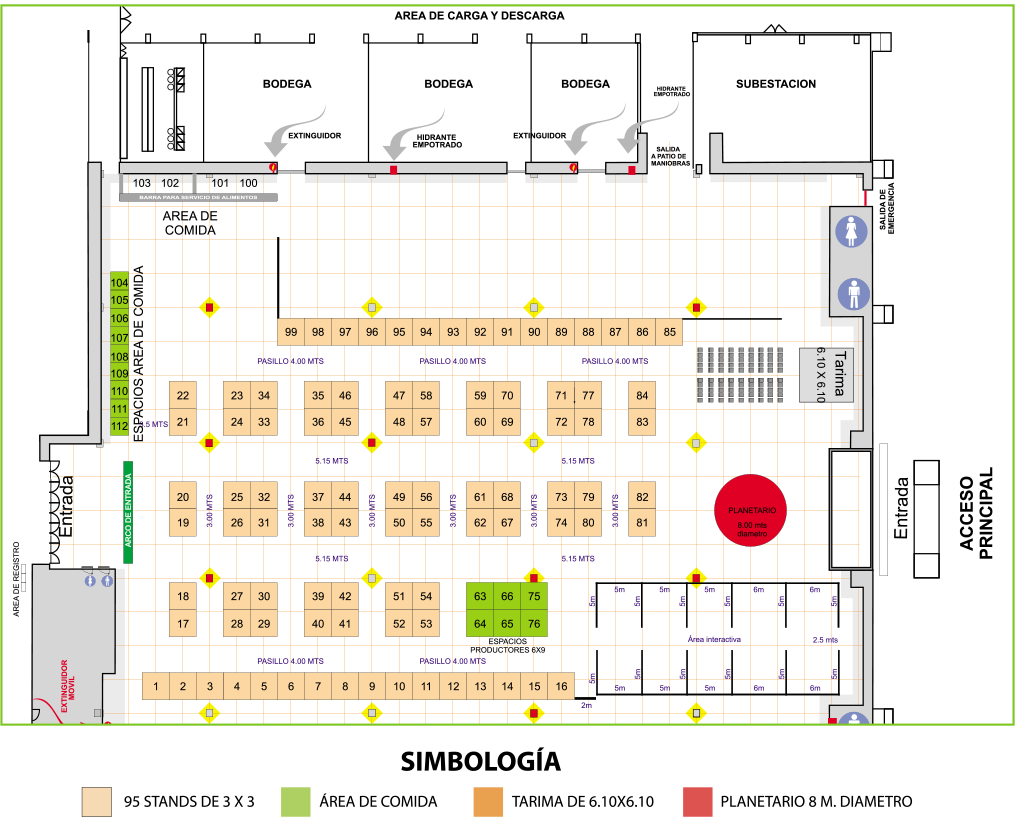 AREA DE CARGA Y DESCARGA
BODEGA
BODEGA
BODEGA
SUBESTACION
HIDRANTE
EMPOTRADO
EXTINGUIDOR
HIDRANTE
EMPOTRADO
EXTINGUIDOR
SALIDA
A PATIO DE
MANIOBRAS
103 102 101 100
BARRA PARA SERVICIO DE ALIMENTOS
AREA DE
COMIDA
SALIDA DE
EMERGENCIA
104
105
106
107
108
109
110
111
112
ESPACIOS AREA DE COMIDA
99 98 97 96 95 94 93 92 91 90 89 88 87 86 85
PASILLO 4.00 MTS
PASILLO 4.00 MTS
PASILLO 4.00 MTS
Tarima
6.10 X 6.10
22 23 34 35 46 47 58 59 70 71 77 84
21 24 33 36 45 48 57 60 69 72 78 83
.5 MTS
5.15 MTS
5.15 MTS
Entrada
ARCO DE ENTRADA
20 25 32 37 44 49 56 61 68 73 79 82
19 26 31 38 43 50 55 62 67 74 80 81
3.00 MTS
3.00 MTS
3.00 MTS
3.00 MTS
3.00 MTS
3.00 MTS
PLANETARIO
8.00 mts
diametro
Entrada
ACCESO
PRINCIPAL
5.15 MTS
5.15 MTS
AREA DE REGISTRO
18 27 30 39 42 51 54 63 66 75
17 28 29 40 41 52 53 64 65 76
ESPACIOS
PRODUCTORES 6X9
5m 5m 5m 6m 6m
5m 5m 5m 5m 5m 5m
Área interactiva
2.5 mts
PASILLO 4.00 MTS
PASILLO 4.00 MTS
5m 5m 5m 5m 5m 5m
5m 5m 5m 6m 6m
1 2 3 4 5 6 7 8 9 10 11 12 13 14 15 16
2m
EXTINGUIDOR
MOVIL
SIMBOLOGÍA
95 STANDS DE 3 X 3
ÁREA DE COMIDA
TARIMA DE 6.10X6.10
PLANETARIO 8 M. DIAMETRO